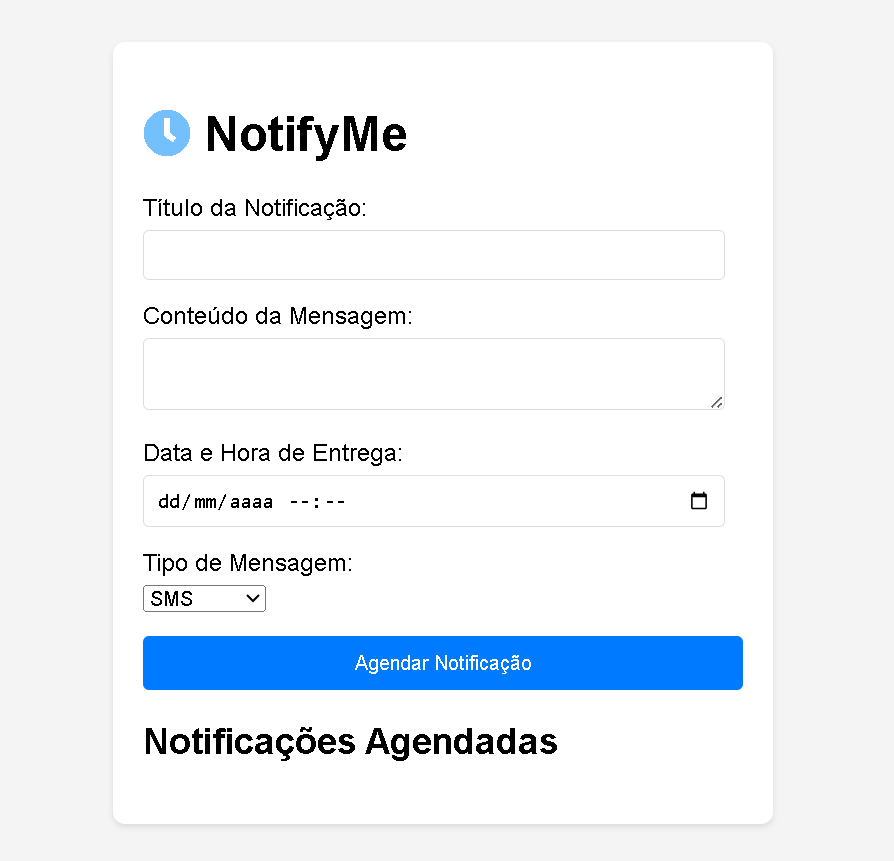 NotifyMe
Título da Notificação:
Conteúdo da Mensagem:
Data e Hora de Entrega:
dd/mm/aaaa --:--
Tipo de Mensagem:
SMS
Agendar Notificação
Notificações Agendadas